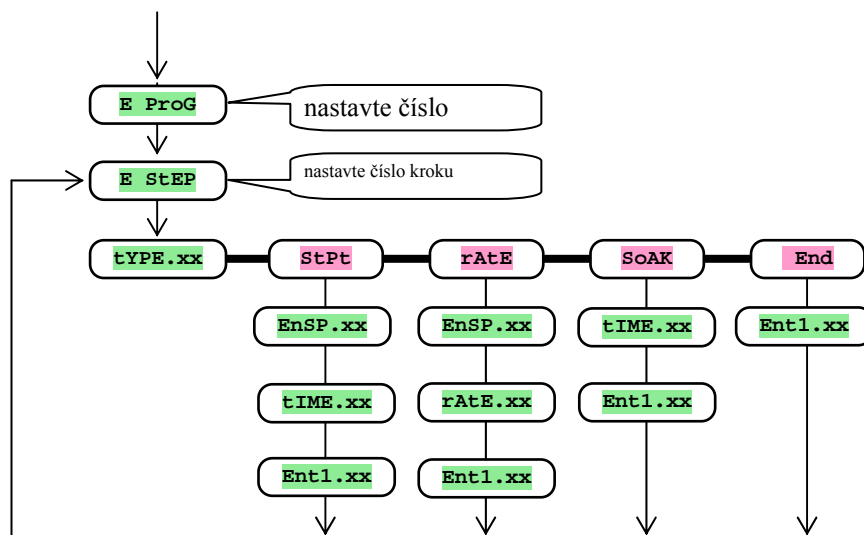 E ProG
nastavte číslo
E StEP
nastavte číslo kroku
tYPE.xx
StPt
rAtE
SoAK
End
EnSP.xx
EnSP.xx
tIME.xx
Ent1.xx
tIME.xx
rAtE.xx
Ent1.xx
Ent1.xx
Ent1.xx